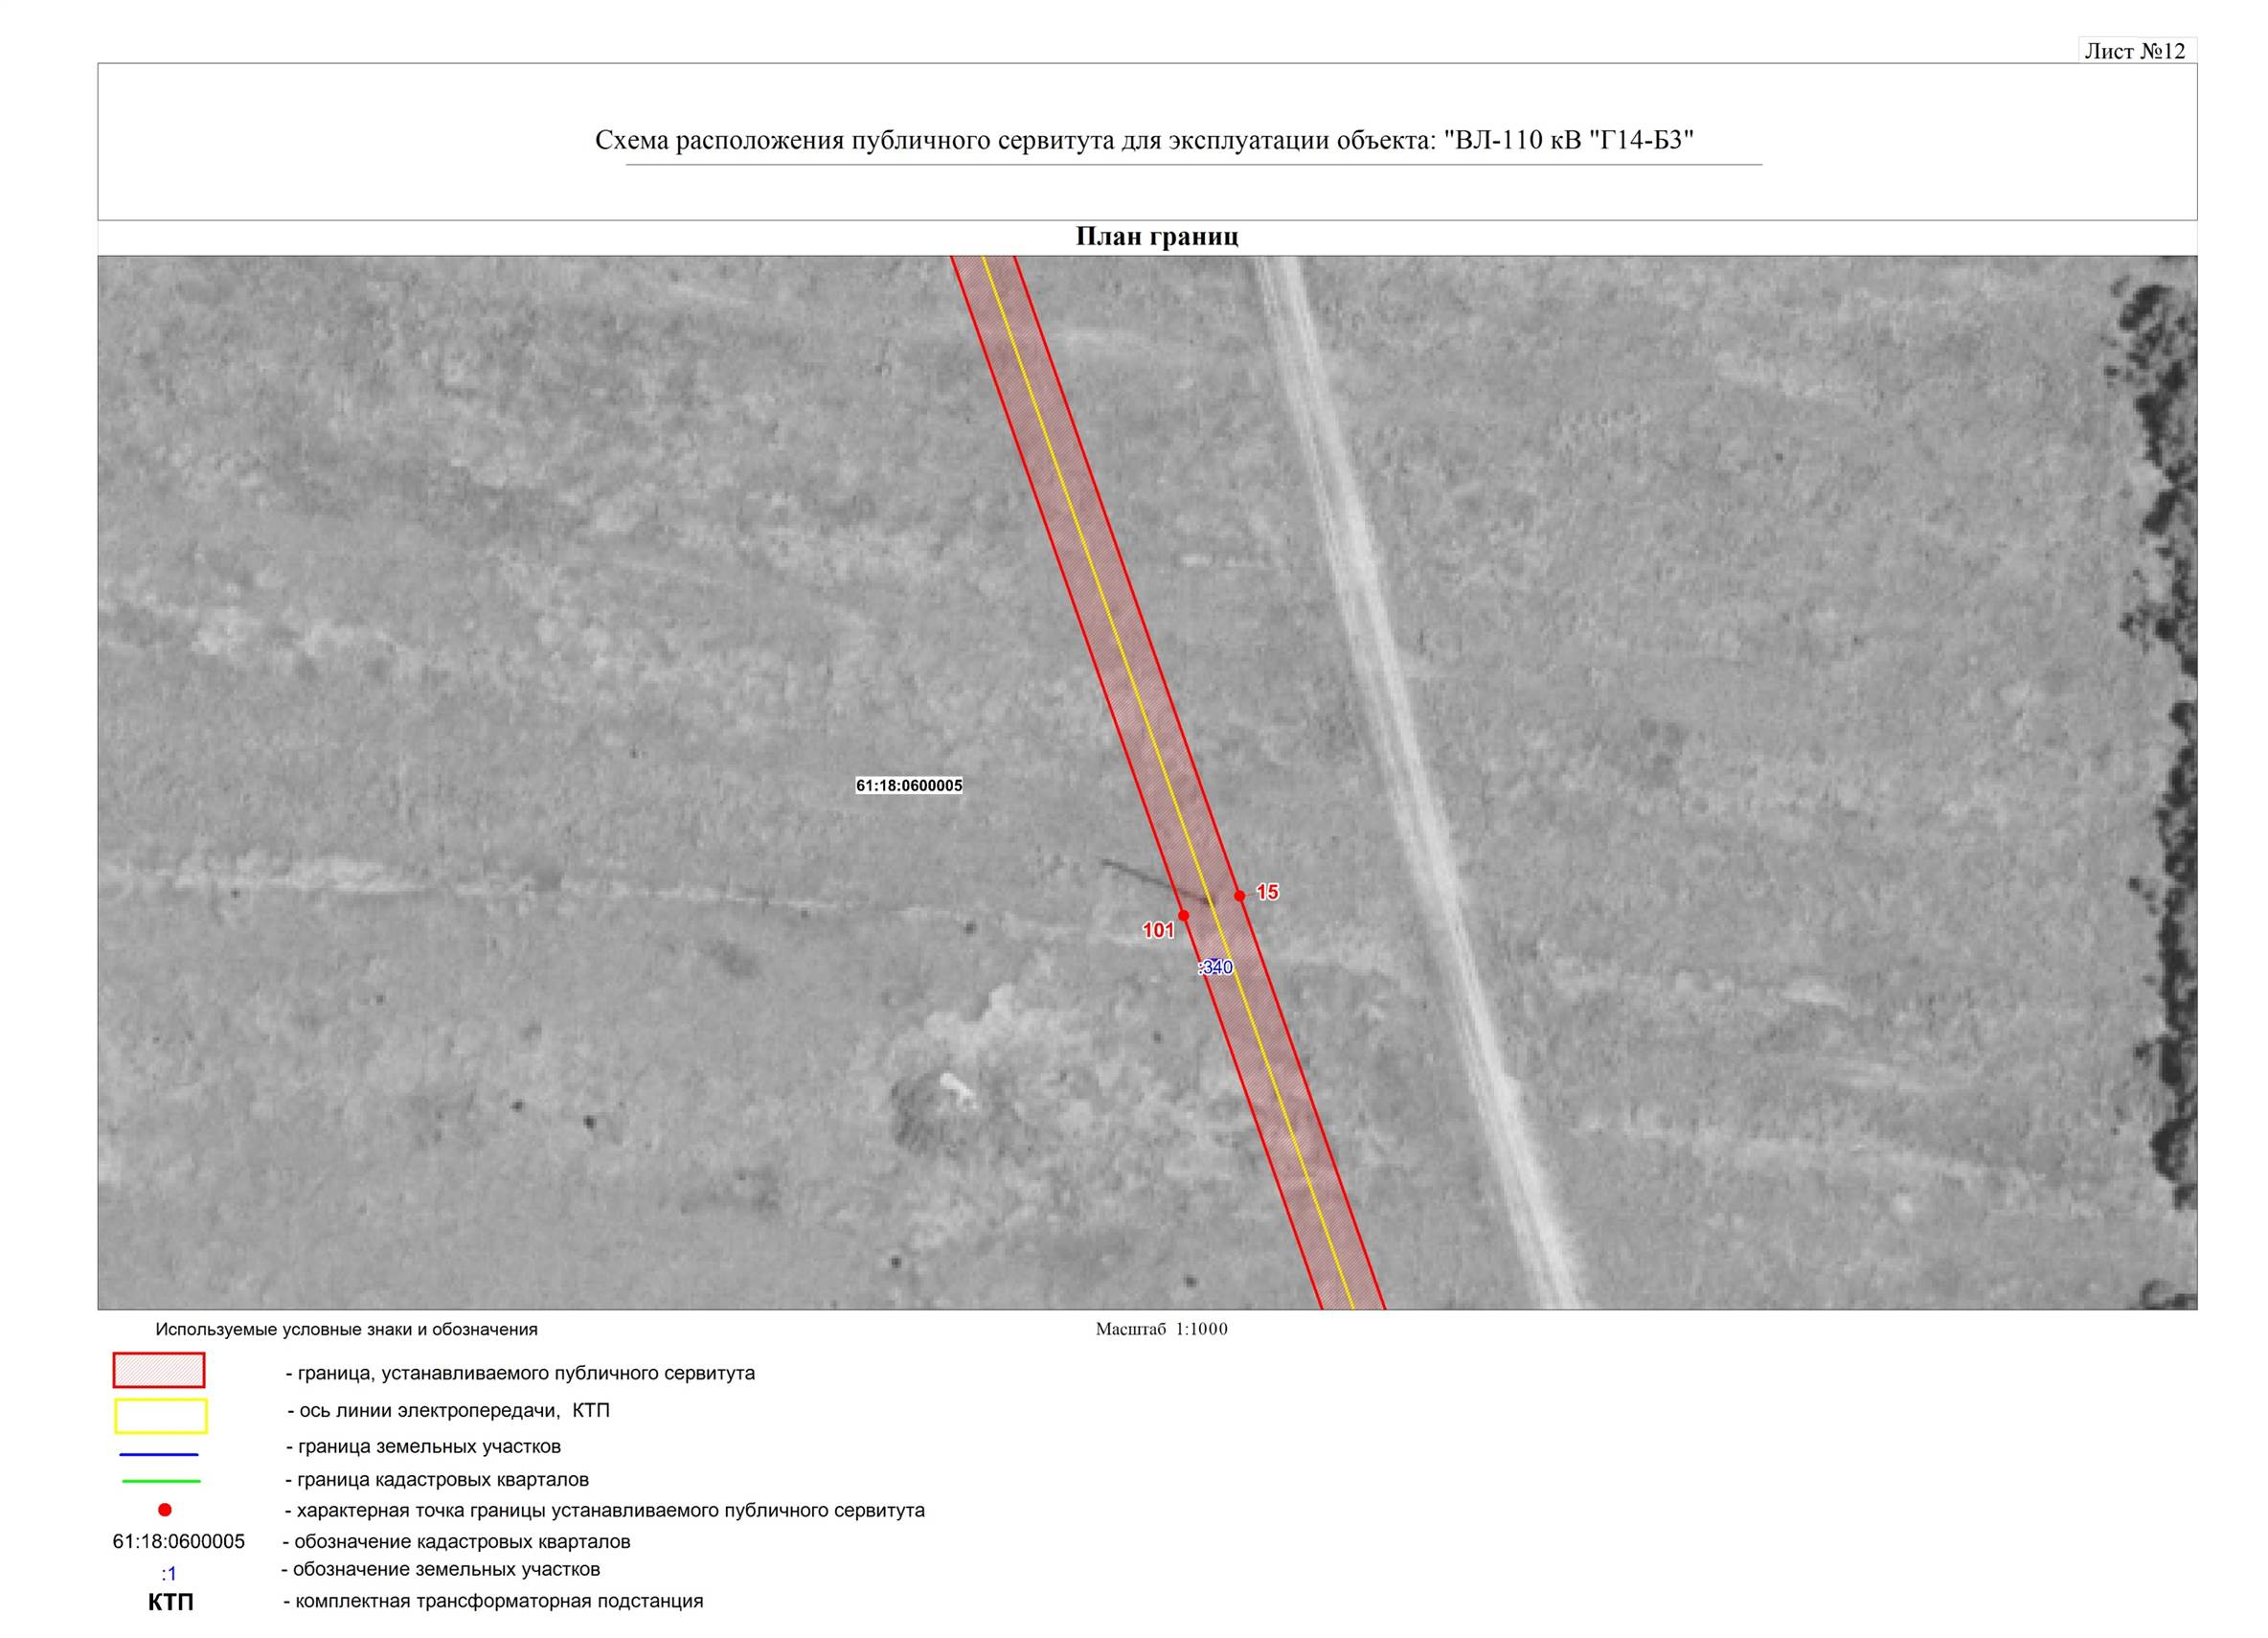 Лист №12
Схема расположения публичного сервитута для эксплуатации объекта: "ВЛ-110 кВ "Г14-Б3"
План границ
61:18:0600005
15
101
:340
Используемые условные знаки и обозначения
Масштаб 1:1000
- граница, устанавливаемого публичного сервитута
- ось линии электропередачи, КТП
- граница земельных участков
- граница кадастровых кварталов
- характерная точка границы устанавливаемого публичного сервитута
61:18:0600005 - обозначение кадастровых кварталов
:1 - обозначение земельных участков
КТП - комплектная трансформаторная подстанция